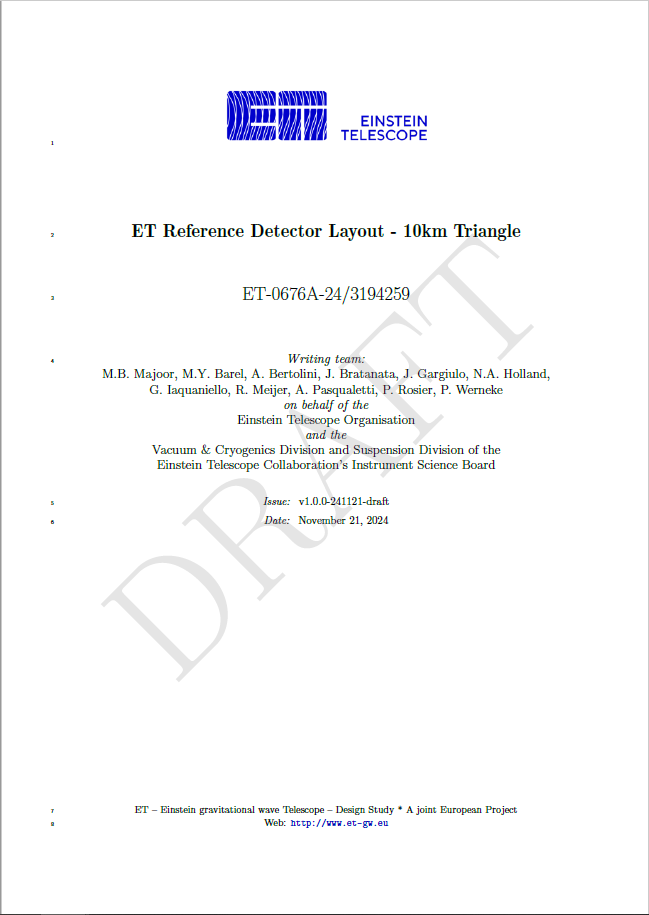 ET
EINSTEIN
TELESCOPE
1
2 ET Reference Detector Layout - 10km Triangle
3 ET-0676A-24/3194259
4 Writing team:
M.B. Majoor, M.Y. Barel, A. Bertolini, J. Bratanata, J. Gargiulo, N.A. Holland,
G. Iaquaniello, R. Meijer, A. Pasqualetti, P. Rosier, P. Werneke
on behalf of the
Einstein Telescope Organisation
and the
Vacuum & Cryogenics Division and Suspension Division of the
Einstein Telescope Collaboration's Instrument Science Board
5 Issue: v1.0.0-241121-draft
6 Date: November 21, 2024
DRAFT
7 ET – Einstein gravitational wave Telescope – Design Study * A joint European Project
8 Web: http://www.et-gw.eu